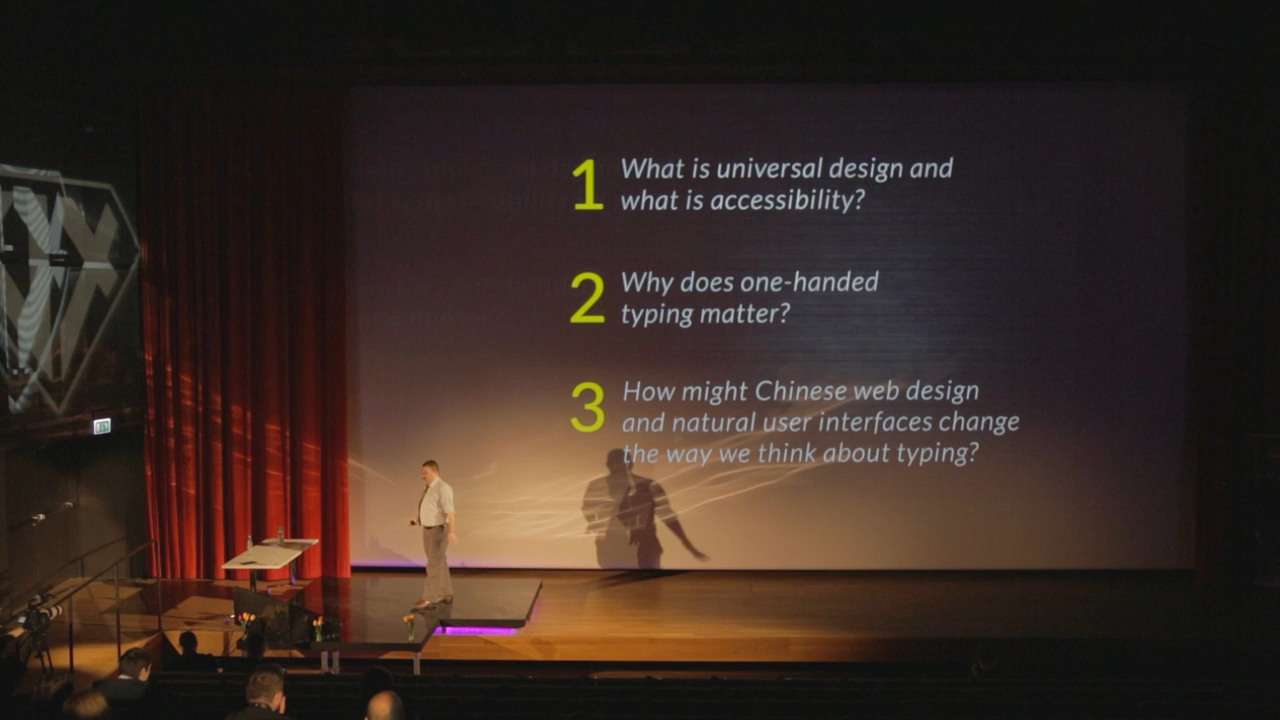 1 What is universal design and
what is accessibility?
2 Why does one-handed
typing matter?
3 How might Chinese web design
and natural user interfaces change
the way we think about typing?